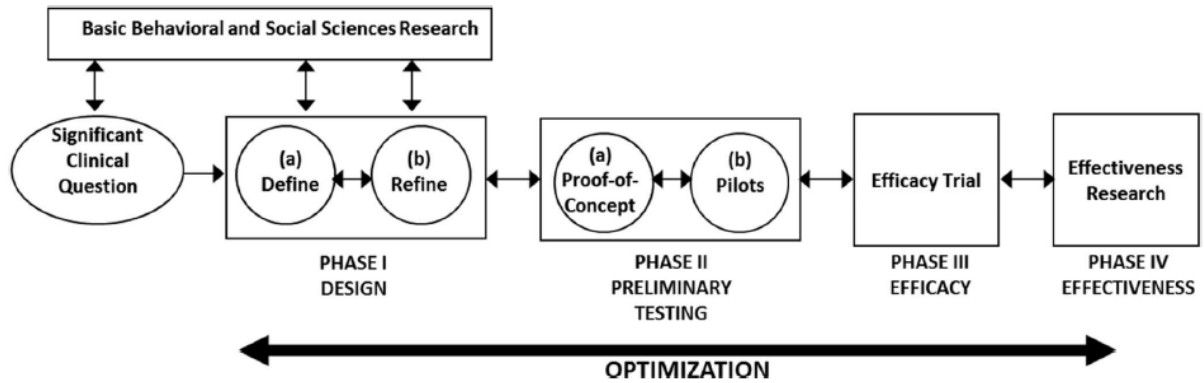 Basic Behavioral and Social Sciences Research
Significant
Clinical
Question
(a)
Define
(b)
Refine
(a)
Proof-of-
Concept
(b)
Pilots
Efficacy Trial
Effectiveness
Research
PHASE I
DESIGN
PHASE II
PRELIMINARY
TESTING
PHASE III
EFFICACY
PHASE IV
EFFECTIVENESS
OPTIMIZATION